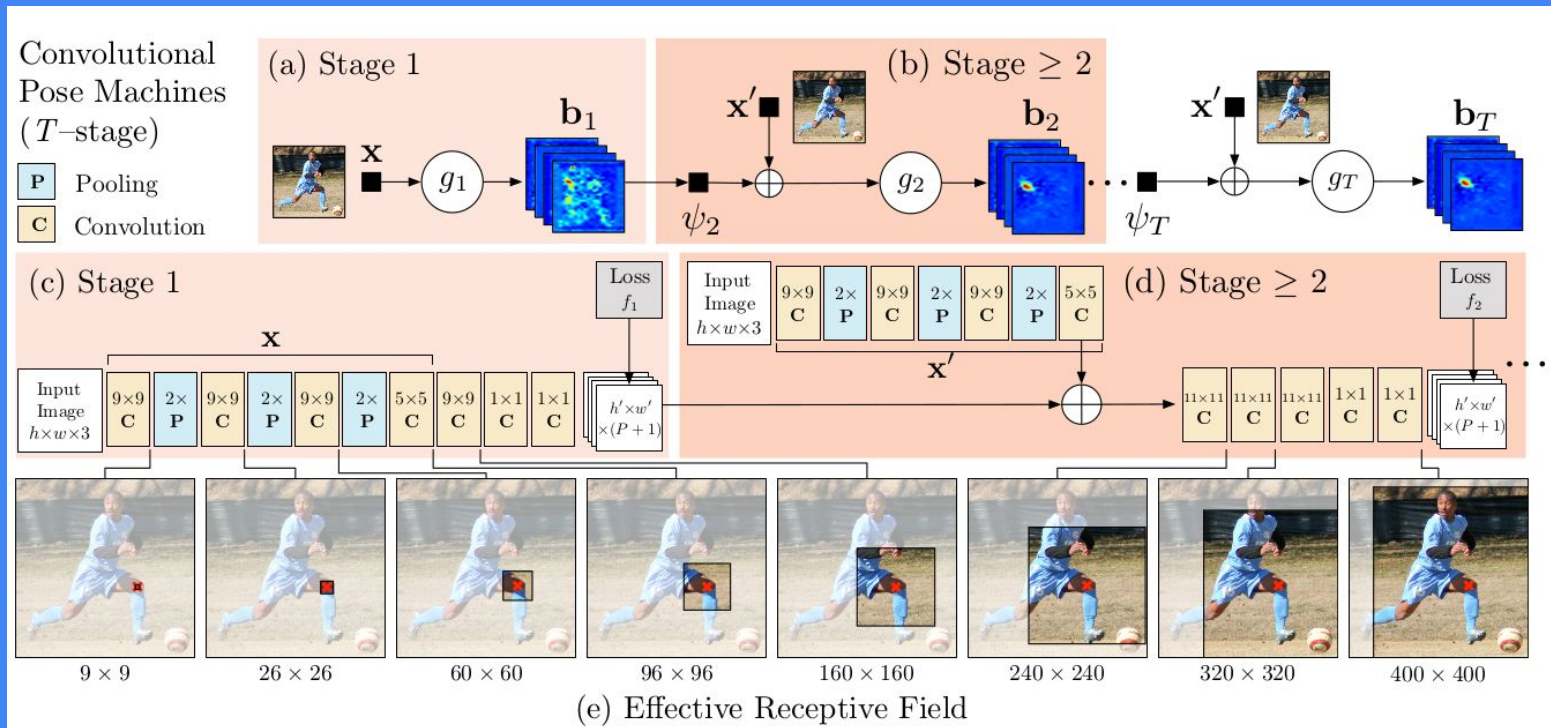 Convolutional
Pose Machines
(T–stage)
P Pooling
C Convolution
(a) Stage 1
x
g₁
b₁
(b) Stage ≥ 2
x′
ψ₂
⊕
g₂
b₂
···
x′
ψ_T
⊕
g_T
b_T
(c) Stage 1
Loss
f₁
x
Input
Image
h×w×3
9×9
C
2×
P
9×9
C
2×
P
9×9
C
2×
P
5×5
C
9×9
C
1×1
C
1×1
C
h′×w′
×(P + 1)
Input
Image
h×w×3
9×9
C
2×
P
9×9
C
2×
P
9×9
C
2×
P
5×5
C
x′
(d) Stage ≥ 2
Loss
f₂
⊕
11×11
C
11×11
C
11×11
C
1×1
C
1×1
C
h′×w′
×(P + 1)
···
9 × 9
26 × 26
60 × 60
96 × 96
160 × 160
240 × 240
320 × 320
400 × 400
(e) Effective Receptive Field